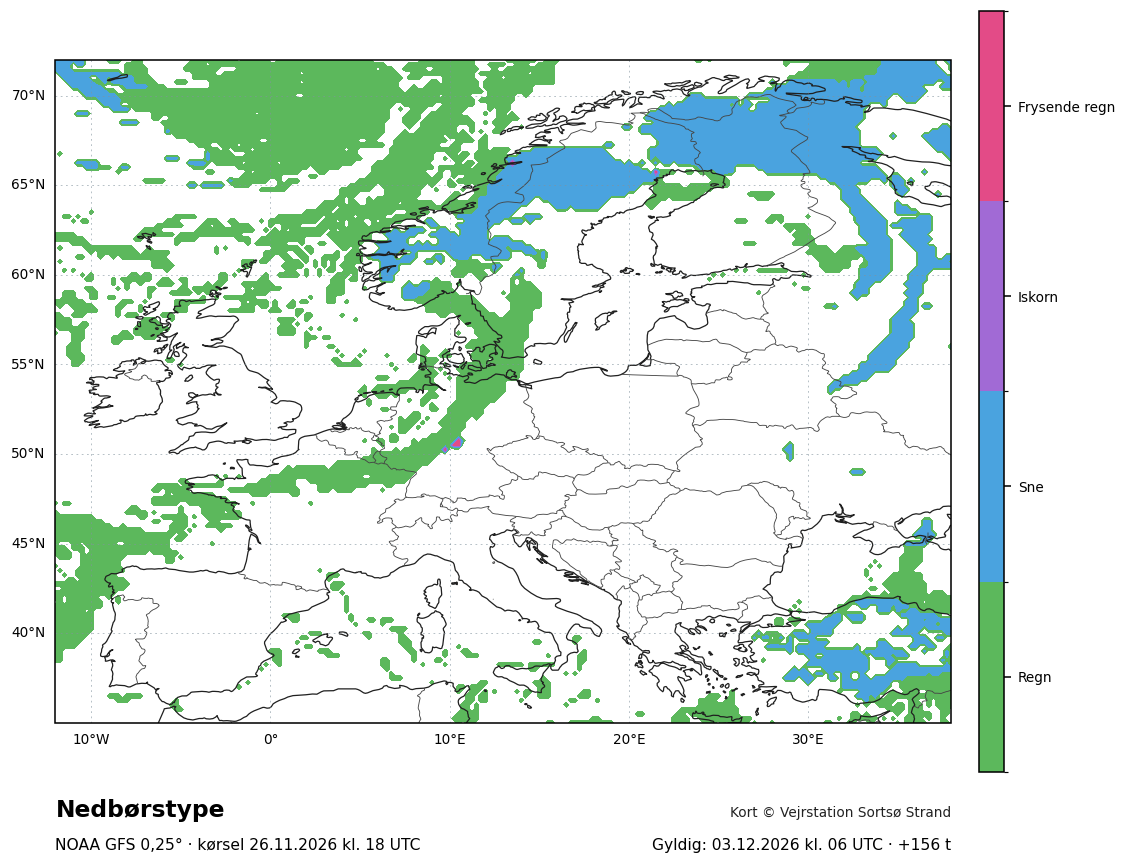 Frysende regn
Iskorn
Sne
Regn
70°N
65°N
60°N
55°N
50°N
45°N
40°N
10°W
0°
10°E
20°E
30°E
Nedbørstype
Kort © Vejrstation Sortsø Strand
NOAA GFS 0,25° · kørsel 26.11.2026 kl. 18 UTC
Gyldig: 03.12.2026 kl. 06 UTC · +156 t